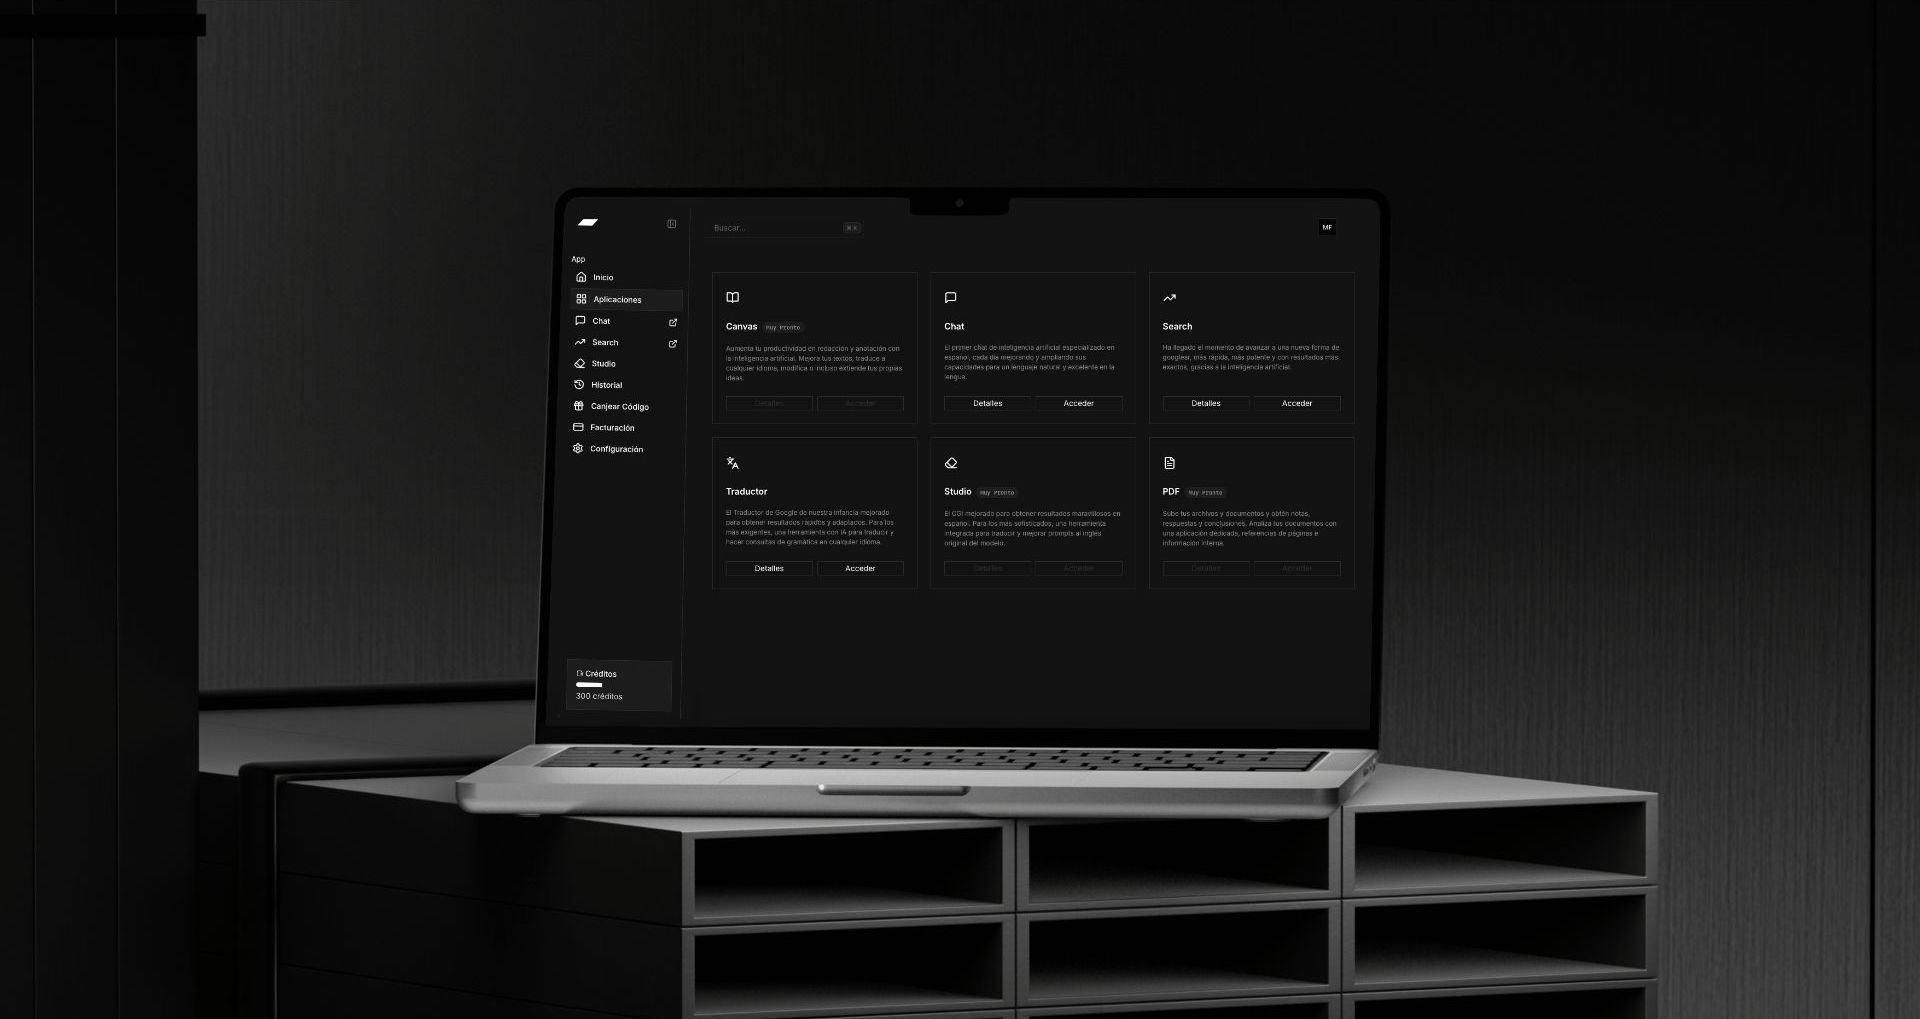 Buscar...
⌘ K
MF
App
Inicio
Aplicaciones
Chat
Search
Studio
Historial
Canjear Código
Facturación
Configuración
Créditos
300 créditos
Canvas Muy Pronto
Aumenta tu productividad en redacción y anotación con
la inteligencia artificial. Mejora tus textos, traduce a
cualquier idioma, modifica o incluso extiende tus propias
ideas.
Detalles Acceder
Chat
El primer chat de inteligencia artificial especializado en
español, cada día mejorando y ampliando sus
capacidades para un lenguaje natural y excelente en la
lengua.
Detalles Acceder
Search
Ha llegado el momento de avanzar a una nueva forma de
googlear, más rápida, más potente y con resultados más
exactos, gracias a la inteligencia artificial.
Detalles Acceder
Traductor
El Traductor de Google de nuestra infancia mejorado
para obtener resultados rápidos y adaptados. Para los
más exigentes, una herramienta con IA para traducir y
hacer consultas de gramática en cualquier idioma.
Detalles Acceder
Studio Muy Pronto
El CGI mejorado para obtener resultados maravillosos en
español. Para los más sofisticados, una herramienta
integrada para traducir y mejorar prompts al inglés
original del modelo.
Detalles Acceder
PDF Muy Pronto
Sube tus archivos y documentos y obtén notas,
respuestas y conclusiones. Analiza tus documentos con
una aplicación dedicada, referencias de páginas e
información interna.
Detalles Acceder